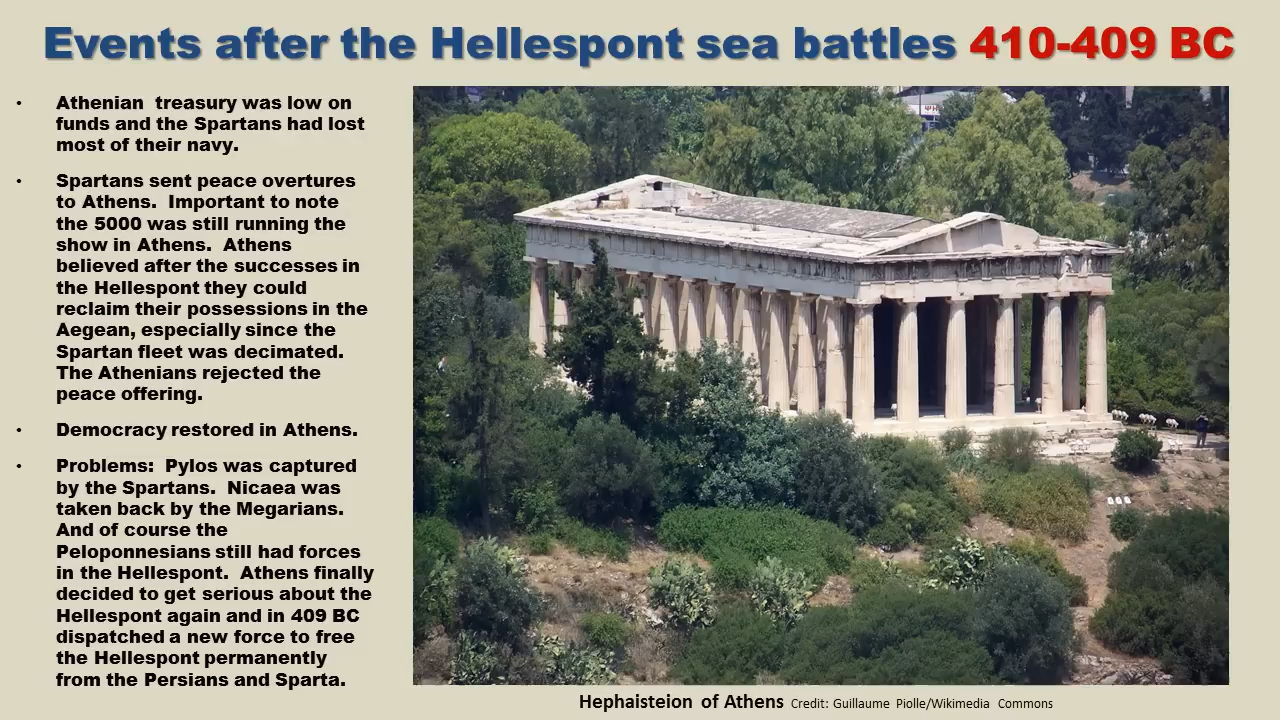 Events after the Hellespont sea battles 410-409 BC
• Athenian  treasury was low on
funds and the Spartans had lost
most of their navy.
• Spartans sent peace overtures
to Athens.  Important to note
the 5000 was still running the
show in Athens.  Athens
believed after the successes in
the Hellespont they could
reclaim their possessions in the
Aegean, especially since the
Spartan fleet was decimated.
The Athenians rejected the
peace offering.
• Democracy restored in Athens.
• Problems:  Pylos was captured
by the Spartans.  Nicaea was
taken back by the Megarians.
And of course the
Peloponnesians still had forces
in the Hellespont.  Athens finally
decided to get serious about the
Hellespont again and in 409 BC
dispatched a new force to free
the Hellespont permanently
from the Persians and Sparta.
Hephaisteion of Athens Credit: Guillaume Piolle/Wikimedia Commons